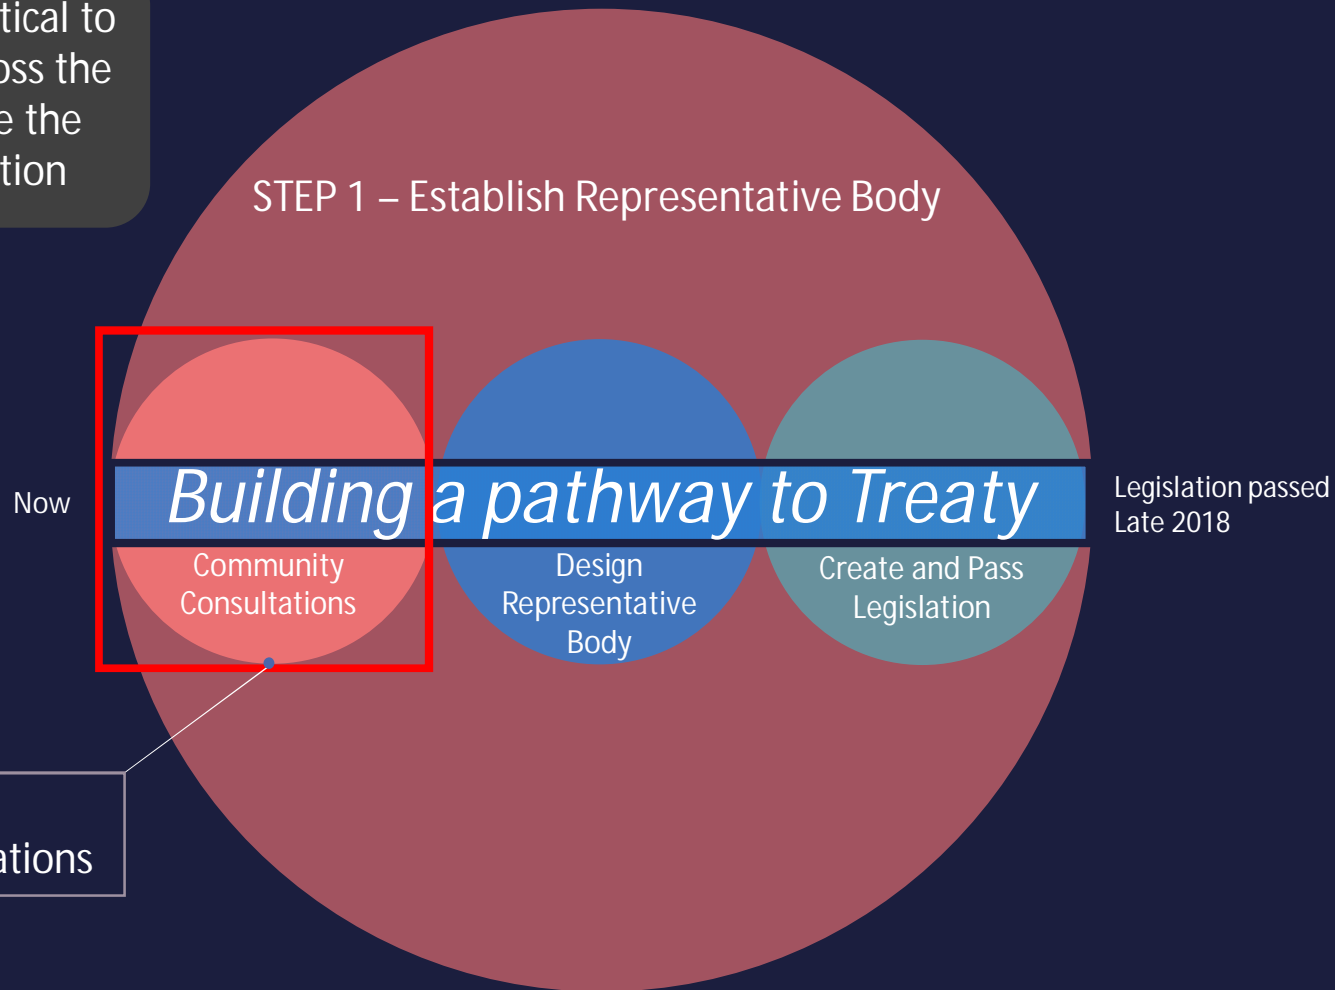 tical to
oss the
e the
tion
STEP 1 – Establish Representative Body
Now
Building a pathway to Treaty
Legislation passed
Late 2018
Community
Consultations
Design
Representative
Body
Create and Pass
Legislation
ations